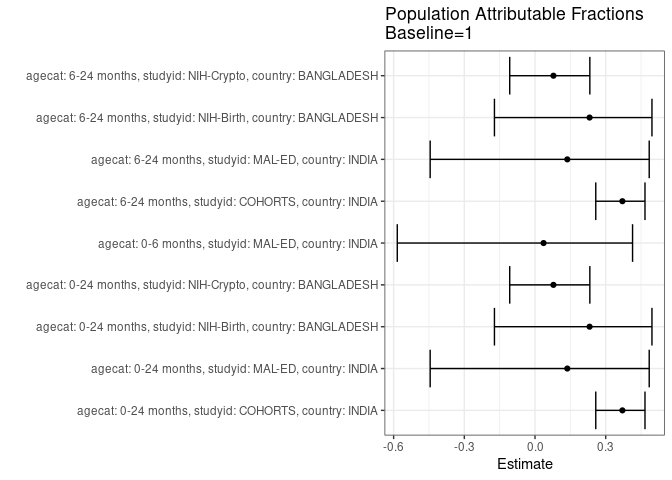 Population Attributable Fractions
Baseline=1
agecat: 6-24 months, studyid: NIH-Crypto, country: BANGLADESH
agecat: 6-24 months, studyid: NIH-Birth, country: BANGLADESH
agecat: 6-24 months, studyid: MAL-ED, country: INDIA
agecat: 6-24 months, studyid: COHORTS, country: INDIA
agecat: 0-6 months, studyid: MAL-ED, country: INDIA
agecat: 0-24 months, studyid: NIH-Crypto, country: BANGLADESH
agecat: 0-24 months, studyid: NIH-Birth, country: BANGLADESH
agecat: 0-24 months, studyid: MAL-ED, country: INDIA
agecat: 0-24 months, studyid: COHORTS, country: INDIA
-0.6 -0.3 0.0 0.3
Estimate